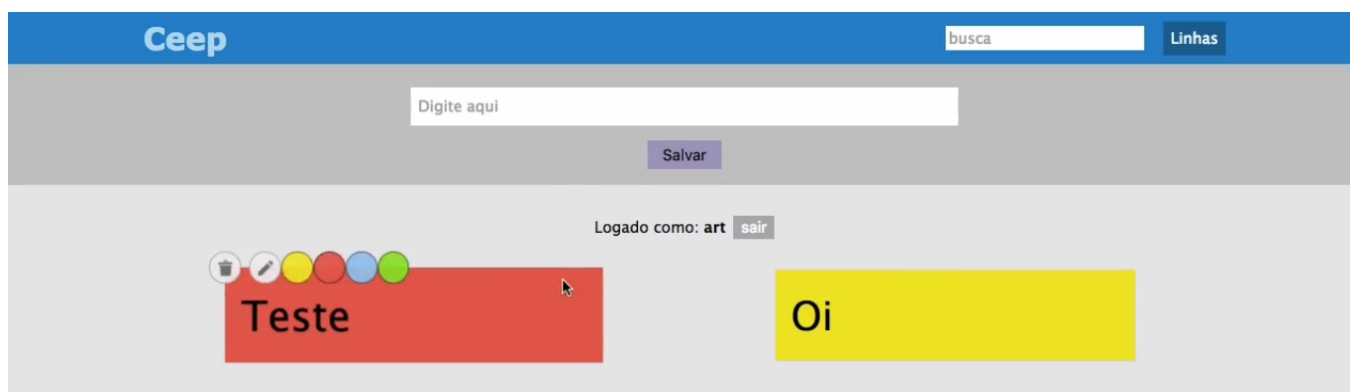 Ceep
busca
Linhas
Digite aqui
Salvar
Logado como: art sair
Teste
Oi